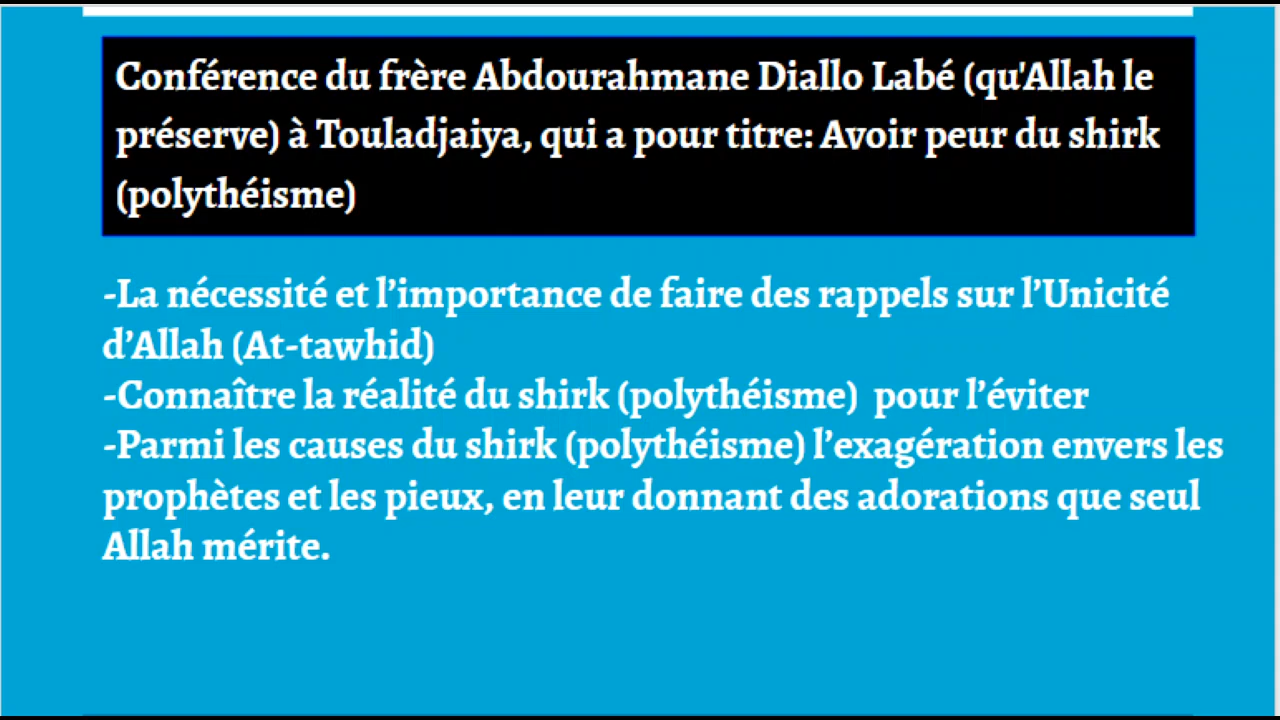 Conférence du frère Abdourahmane Diallo Labé (qu'Allah le
préserve) à Touladjaiya, qui a pour titre: Avoir peur du shirk
(polythéisme)
-La nécessité et l’importance de faire des rappels sur l’Unicité
d’Allah (At-tawhid)
-Connaître la réalité du shirk (polythéisme)  pour l’éviter
-Parmi les causes du shirk (polythéisme) l’exagération envers les
prophètes et les pieux, en leur donnant des adorations que seul
Allah mérite.